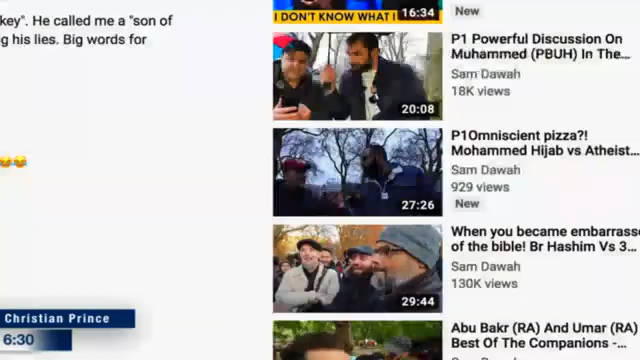 key". He called me a "son of
g his lies. Big words for
I DON'T KNOW WHAT I
16:34
New
P1 Powerful Discussion On
Muhammed (PBUH) In The...
Sam Dawah
18K views
20:08
P1Omniscient pizza?!
Mohammed Hijab vs Atheist...
Sam Dawah
929 views
New
27:26
When you became embarrasse
of the bible! Br Hashim Vs 3...
Sam Dawah
130K views
29:44
Abu Bakr (RA) And Umar (RA)
Best Of The Companions -...
Christian Prince
6:30